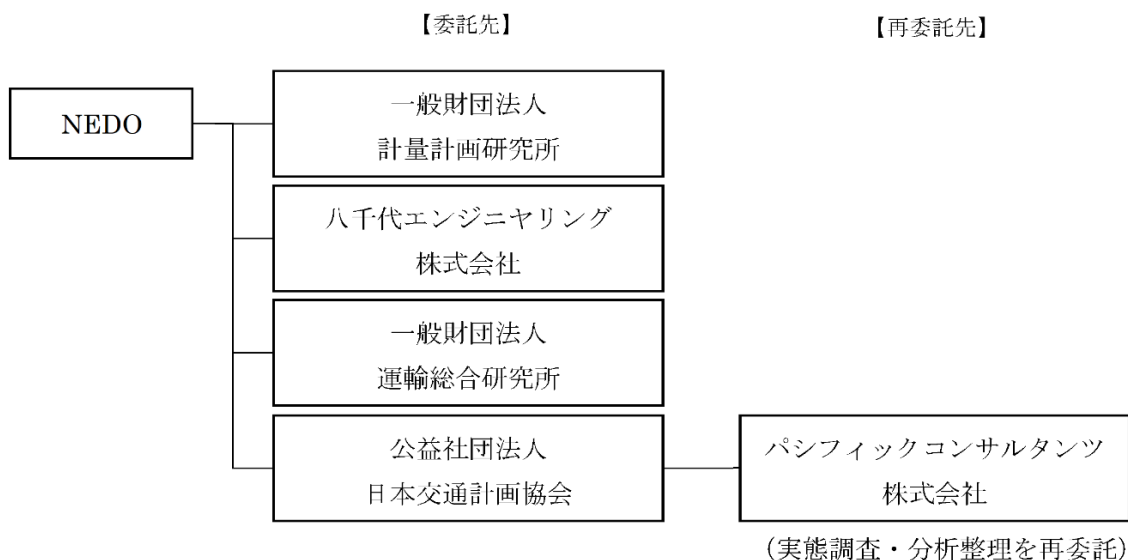 【委託先】
【再委託先】
NEDO
一般財団法人
計量計画研究所
八千代エンジニヤリング
株式会社
一般財団法人
運輸総合研究所
公益社団法人
日本交通計画協会
パシフィックコンサルタンツ
株式会社
（実態調査・分析整理を再委託）